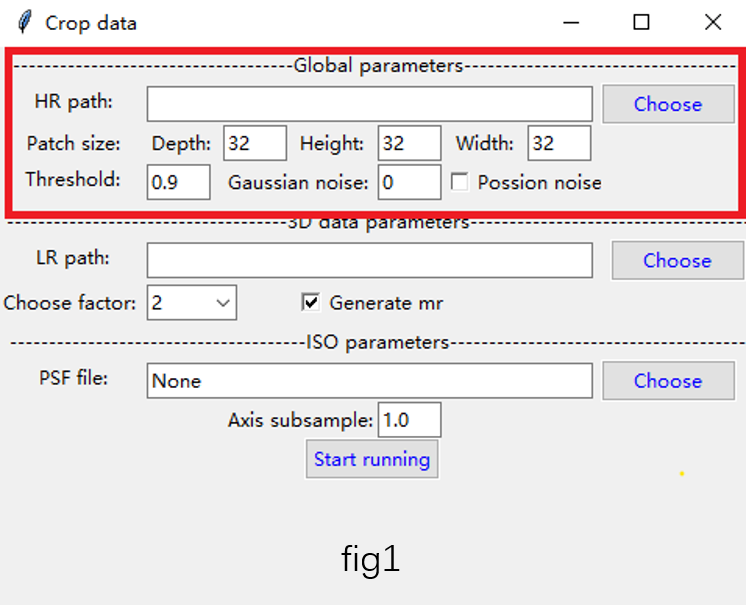 Crop data
------------------------------------Global parameters-----------------------------------
HR path: Choose
Patch size: Depth: 32 Height: 32 Width: 32
Threshold: 0.9 Gaussian noise: 0 Possion noise
------------------------------------3D data parameters-----------------------------------
LR path: Choose
Choose factor: 2 Generate mr
--------------------------------------ISO parameters--------------------------------------
PSF file: None Choose
Axis subsample: 1.0
Start running
fig1